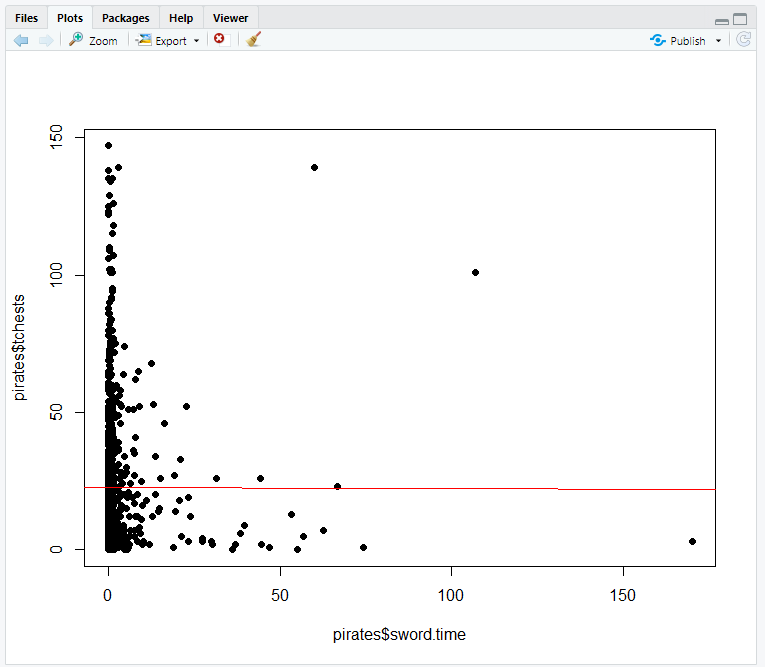 Files Plots Packages Help Viewer
Zoom Export Publish
150
100
50
0
pirates$tchests
0 50 100 150
pirates$sword.time